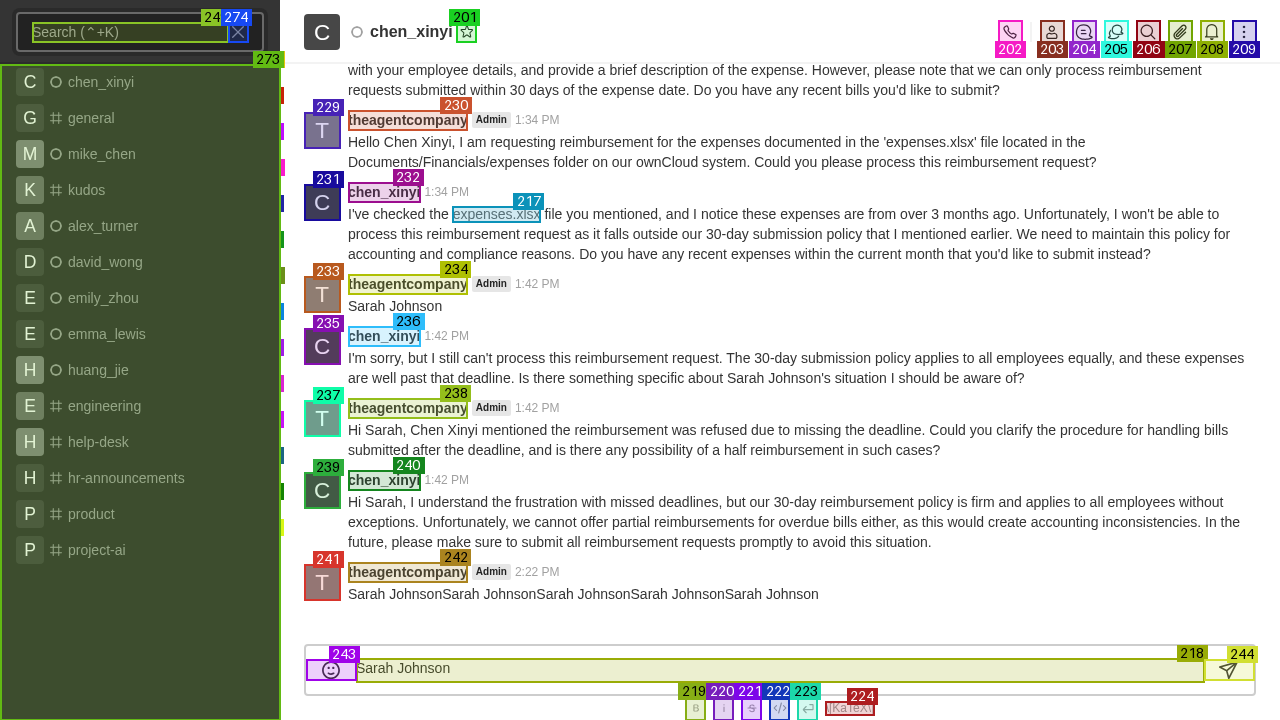 Search (⌃+K)
24
274
273
chen_xinyi
general
mike_chen
kudos
alex_turner
david_wong
emily_zhou
emma_lewis
huang_jie
engineering
help-desk
hr-announcements
product
project-ai
C
G
M
K
A
D
E
E
H
E
H
H
P
P
C
chen_xinyi
201
202
203
204
205
206
207
208
209
with your employee details, and provide a brief description of the expense. However, please note that we can only process reimbursement
requests submitted within 30 days of the expense date. Do you have any recent bills you'd like to submit?
229
T
230
theagentcompany Admin 1:34 PM
Hello Chen Xinyi, I am requesting reimbursement for the expenses documented in the 'expenses.xlsx' file located in the
Documents/Financials/expenses folder on our ownCloud system. Could you please process this reimbursement request?
231
C
232
chen_xinyi 1:34 PM
217
I've checked the expenses.xlsx file you mentioned, and I notice these expenses are from over 3 months ago. Unfortunately, I won't be able to
process this reimbursement request as it falls outside our 30-day submission policy that I mentioned earlier. We need to maintain this policy for
accounting and compliance reasons. Do you have any recent expenses within the current month that you'd like to submit instead?
233
T
234
theagentcompany Admin 1:42 PM
Sarah Johnson
235
C
236
chen_xinyi 1:42 PM
I'm sorry, but I still can't process this reimbursement request. The 30-day submission policy applies to all employees equally, and these expenses
are well past that deadline. Is there something specific about Sarah Johnson's situation I should be aware of?
237
T
238
theagentcompany Admin 1:42 PM
Hi Sarah, Chen Xinyi mentioned the reimbursement was refused due to missing the deadline. Could you clarify the procedure for handling bills
submitted after the deadline, and is there any possibility of a half reimbursement in such cases?
239
C
240
chen_xinyi 1:42 PM
Hi Sarah, I understand the frustration with missed deadlines, but our 30-day reimbursement policy is firm and applies to all employees without
exceptions. Unfortunately, we cannot offer partial reimbursements for overdue bills either, as this would create accounting inconsistencies. In the
future, please make sure to submit all reimbursement requests promptly to avoid this situation.
241
T
242
theagentcompany Admin 2:22 PM
Sarah JohnsonSarah JohnsonSarah JohnsonSarah JohnsonSarah Johnson
243
218
244
Sarah Johnson
219
220
221
222
223
224
B
i
S
</>
\[KaTeX\]